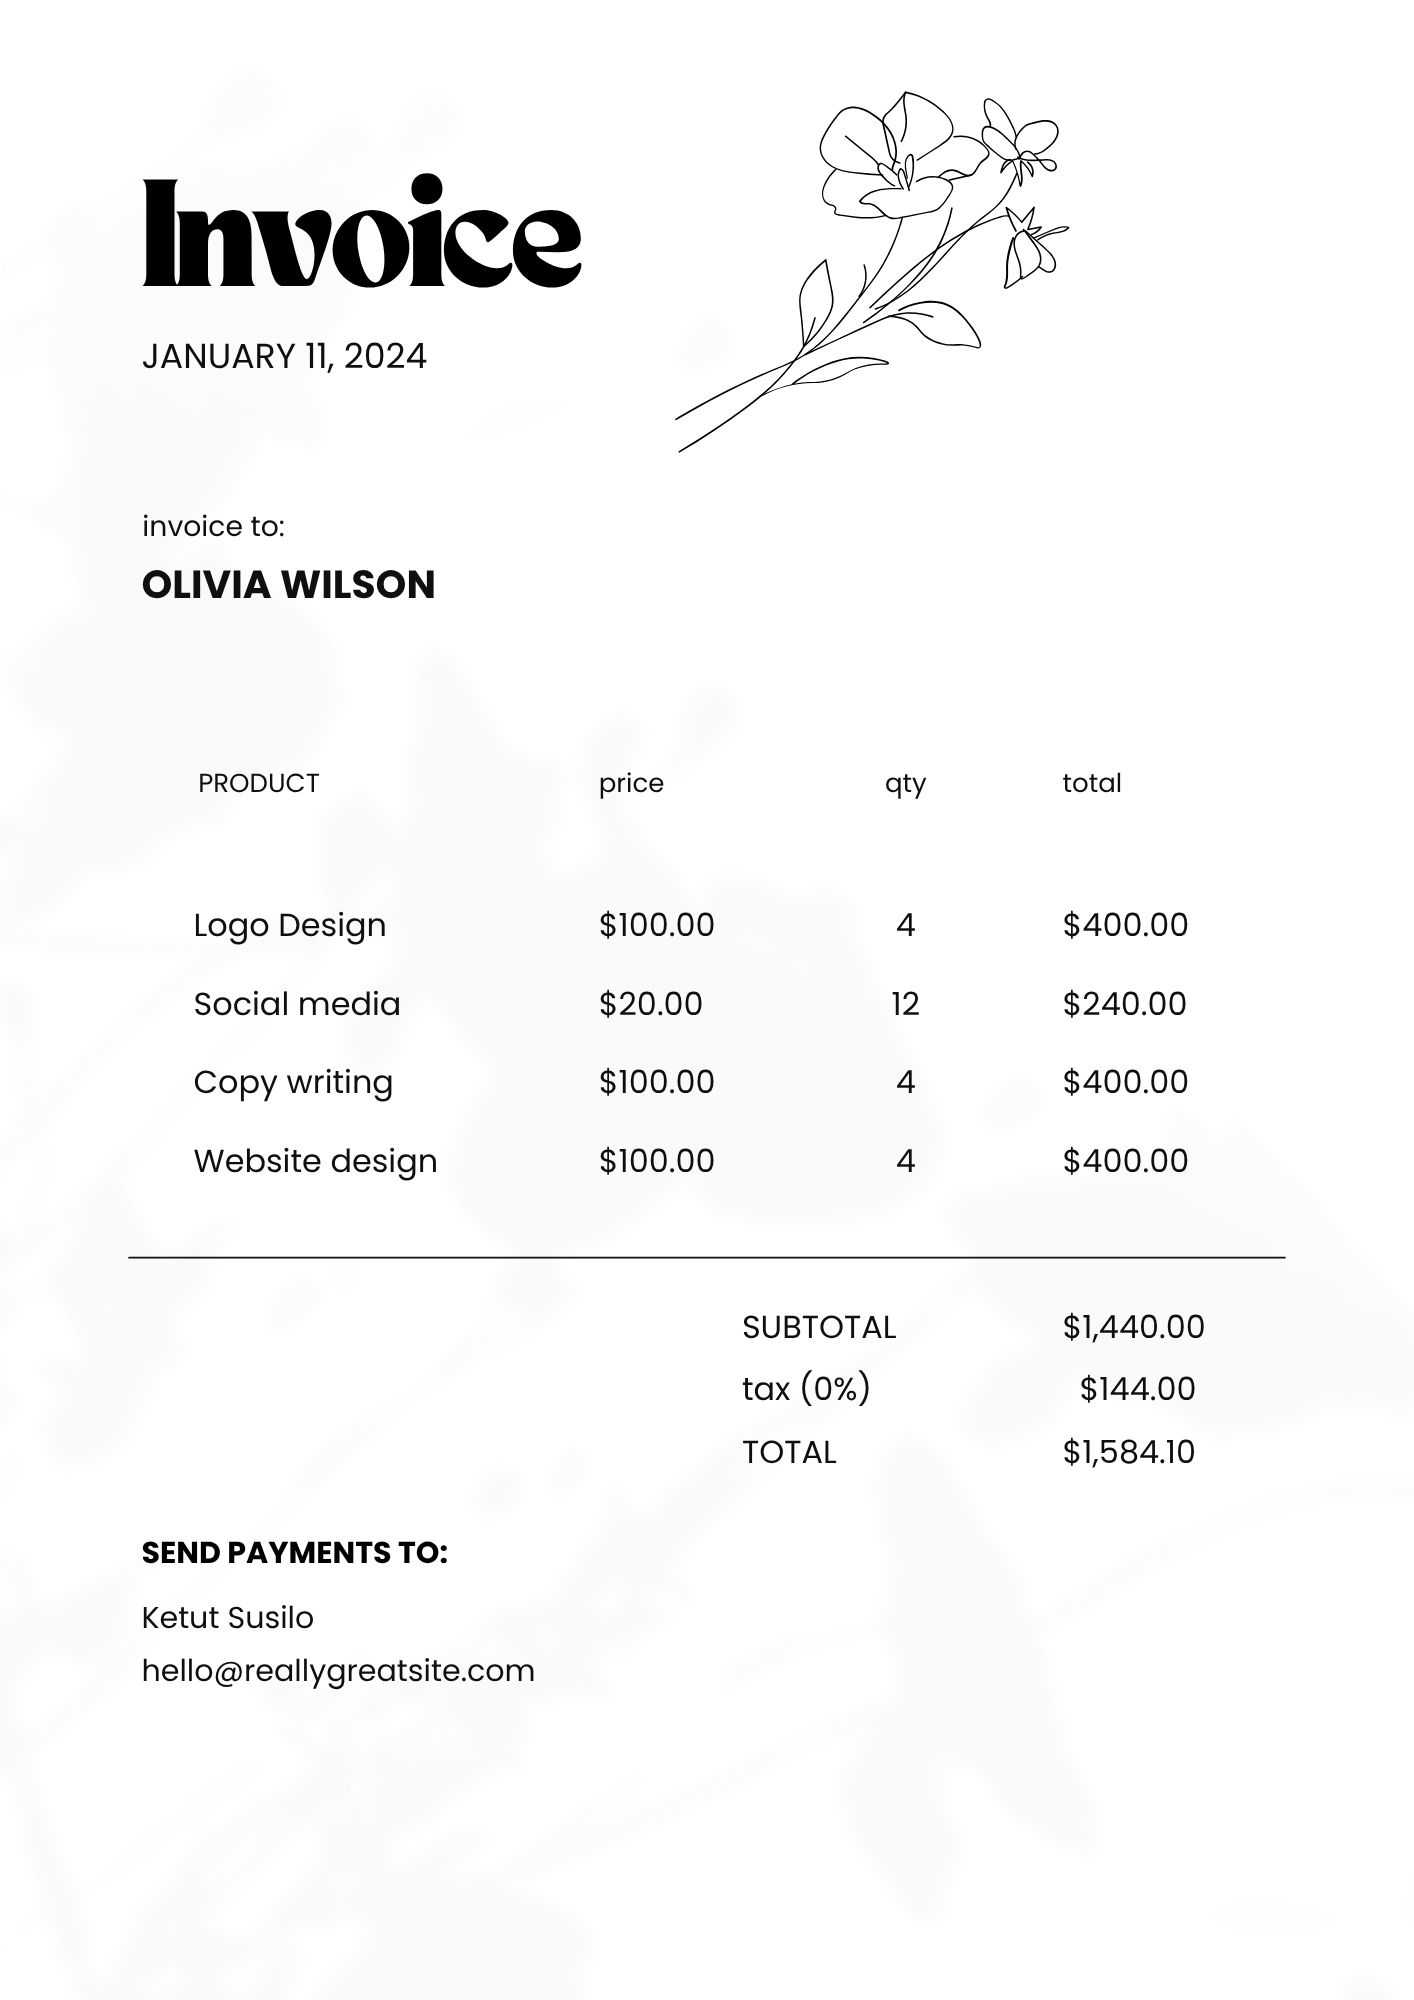 Invoice
JANUARY 11, 2024
invoice to:
OLIVIA WILSON
PRODUCT price qty total
Logo Design $100.00 4 $400.00
Social media $20.00 12 $240.00
Copy writing $100.00 4 $400.00
Website design $100.00 4 $400.00
SUBTOTAL $1,440.00
tax (0%) $144.00
TOTAL $1,584.10
SEND PAYMENTS TO:
Ketut Susilo
hello@reallygreatsite.com